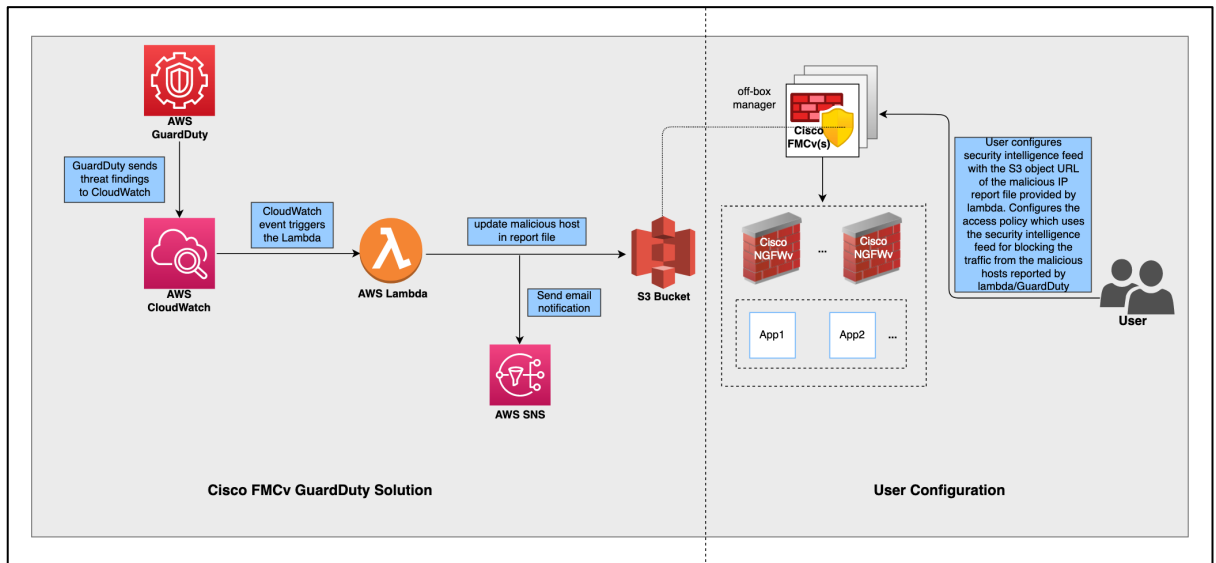 AWS
GuardDuty
GuardDuty sends
threat findings
to CloudWatch
AWS
CloudWatch
CloudWatch
event triggers
the Lambda
AWS Lambda
update malicious host
in report file
Send email
notification
AWS SNS
S3 Bucket
Cisco FMCv GuardDuty Solution
off-box
manager
Cisco
FMCv(s)
Cisco
NGFWv
...
Cisco
NGFWv
App1
App2
...
User configures
security intelligence feed
with the S3 object URL
of the malicious IP
report file provided by
lambda. Configures the
access policy which uses
the security intelligence
feed for blocking the
traffic from the malicious
hosts reported by
lambda/GuardDuty
User
User Configuration